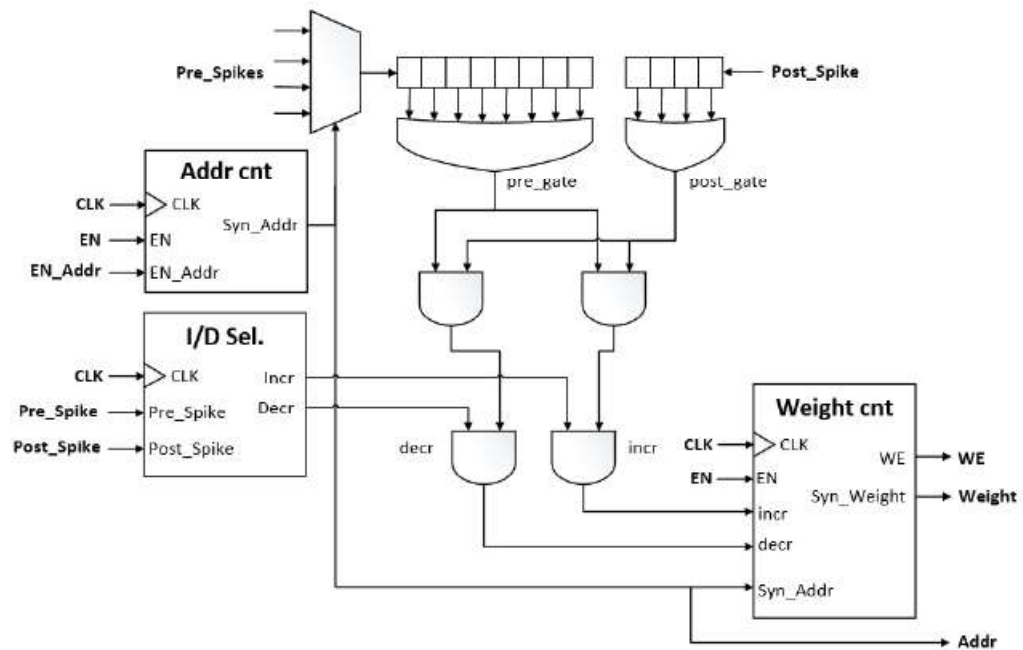 Pre_Spikes
Post_Spike
pre_gate
post_gate
Addr cnt
CLK
CLK
Syn_Addr
EN
EN
EN_Addr
EN_Addr
I/D Sel.
CLK
CLK
Incr
Pre_Spike
Pre_Spike
Decr
Post_Spike
Post_Spike
decr
incr
Weight cnt
CLK
CLK
WE
WE
EN
EN
Syn_Weight
Weight
incr
decr
Syn_Addr
Addr